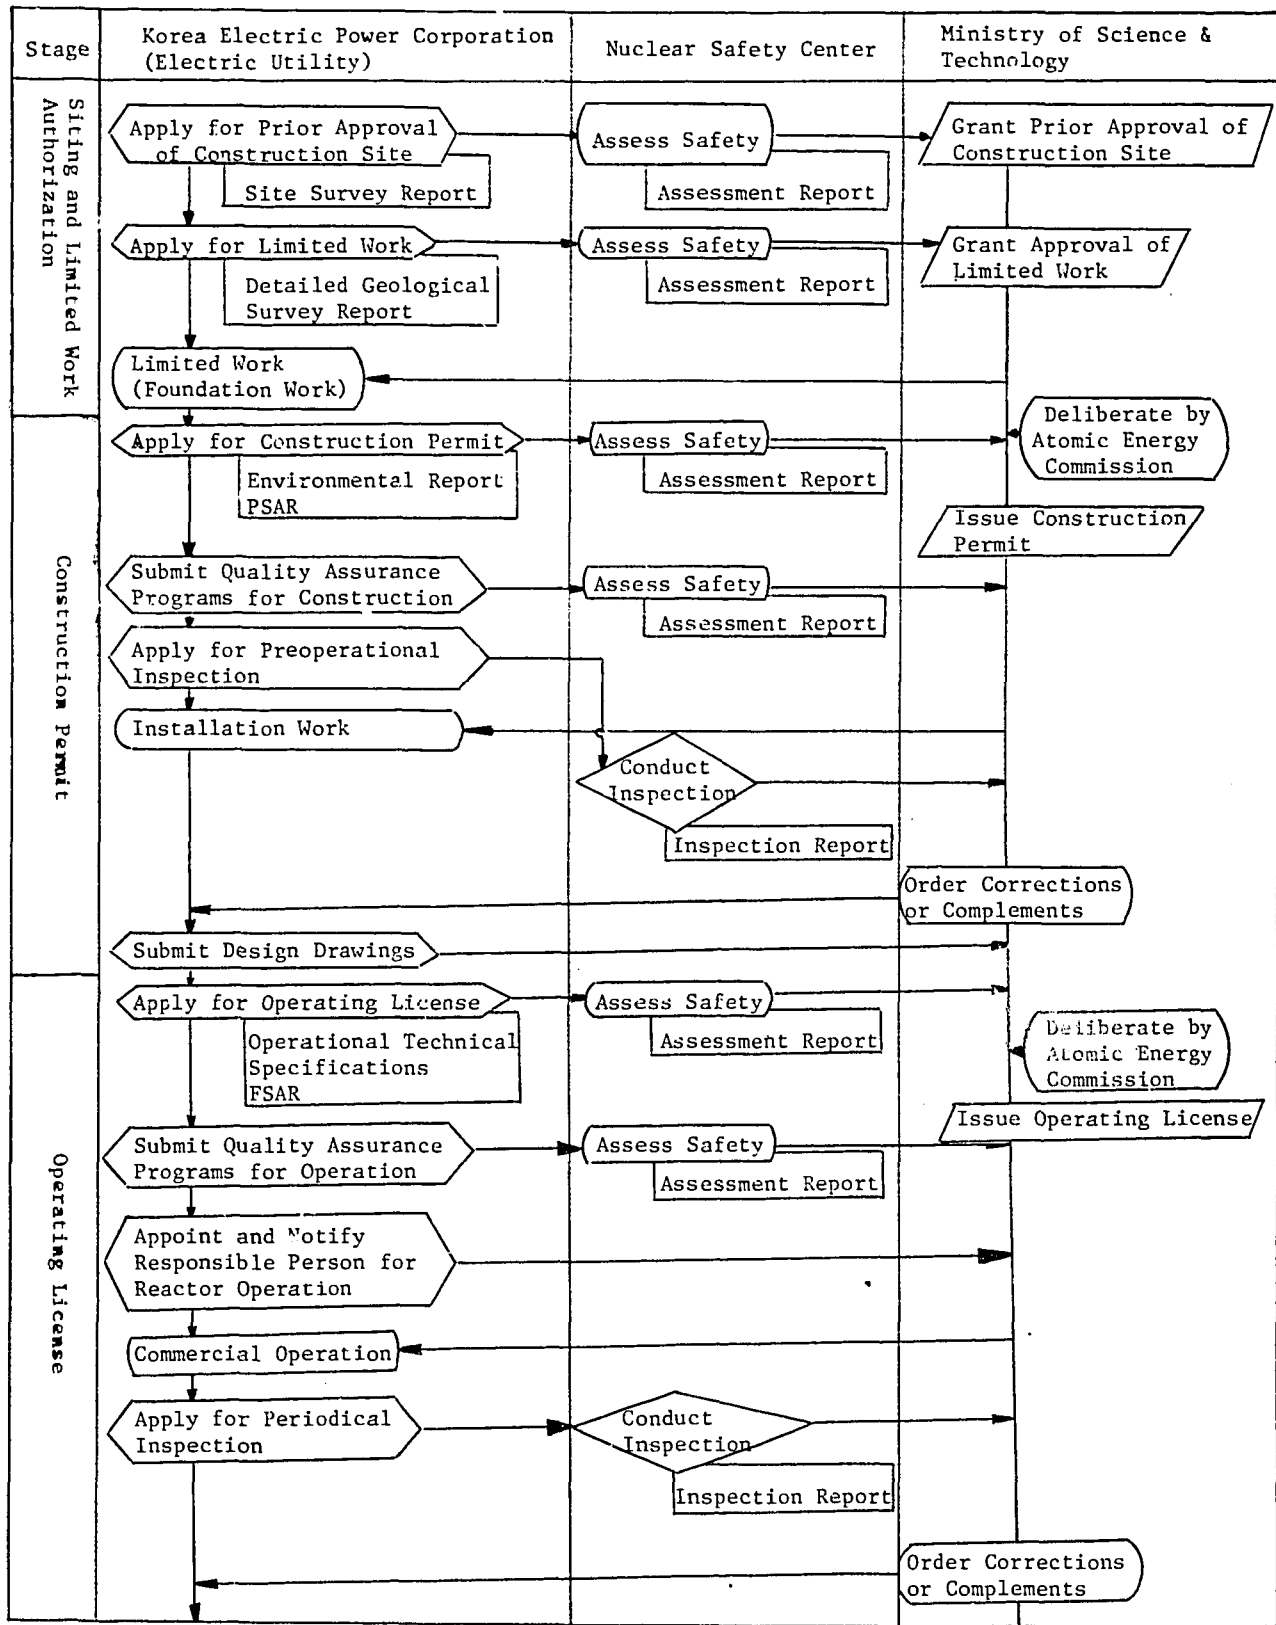 Stage
Korea Electric Power Corporation
(Electric Utility)
Nuclear Safety Center
Ministry of Science &
Technology
Siting and Limited Work
Authorization
Apply for Prior Approval
of Construction Site
Site Survey Report
Assess Safety
Assessment Report
Grant Prior Approval of
Construction Site
Apply for Limited Work
Detailed Geological
Survey Report
Assess Safety
Assessment Report
Grant Approval of
Limited Work
Limited Work
(Foundation Work)
Construction Permit
Apply for Construction Permit
Environmental Report
PSAR
Assess Safety
Assessment Report
Deliberate by
Atomic Energy
Commission
Issue Construction
Permit
Submit Quality Assurance
Programs for Construction
Assess Safety
Assessment Report
Apply for Preoperational
Inspection
Installation Work
Conduct
Inspection
Inspection Report
Order Corrections
or Complements
Submit Design Drawings
Operating License
Apply for Operating License
Operational Technical
Specifications
FSAR
Assess Safety
Assessment Report
Deliberate by
Atomic Energy
Commission
Issue Operating License
Submit Quality Assurance
Programs for Operation
Assess Safety
Assessment Report
Appoint and Notify
Responsible Person for
Reactor Operation
Commercial Operation
Apply for Periodical
Inspection
Conduct
Inspection
Inspection Report
Order Corrections
or Complements